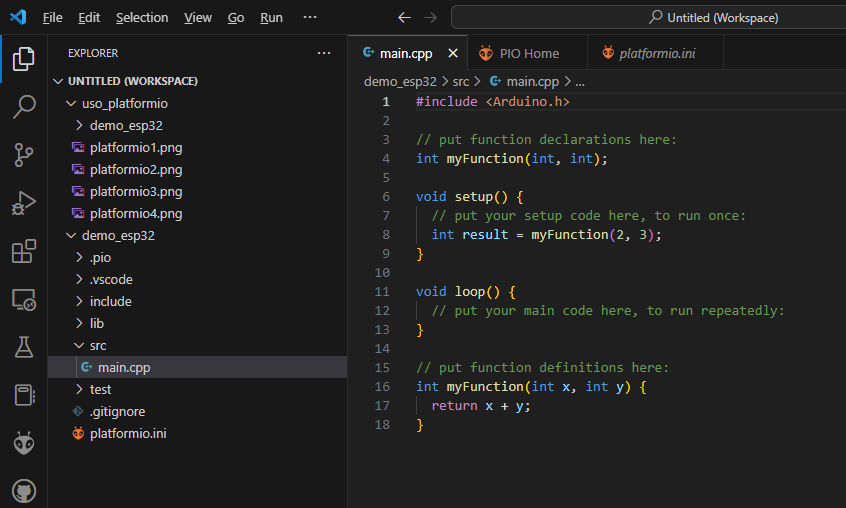 File Edit Selection View Go Run ··· Untitled (Workspace)
EXPLORER ···
UNTITLED (WORKSPACE)
uso_platformio
demo_esp32
platformio1.png
platformio2.png
platformio3.png
platformio4.png
demo_esp32
.pio
.vscode
include
lib
src
main.cpp
test
.gitignore
platformio.ini
main.cpp PIO Home platformio.ini
demo_esp32 > src > main.cpp > ...
1 #include <Arduino.h>
2
3 // put function declarations here:
4 int myFunction(int, int);
5
6 void setup() {
7 // put your setup code here, to run once:
8 int result = myFunction(2, 3);
9 }
10
11 void loop() {
12 // put your main code here, to run repeatedly:
13 }
14
15 // put function definitions here:
16 int myFunction(int x, int y) {
17 return x + y;
18 }